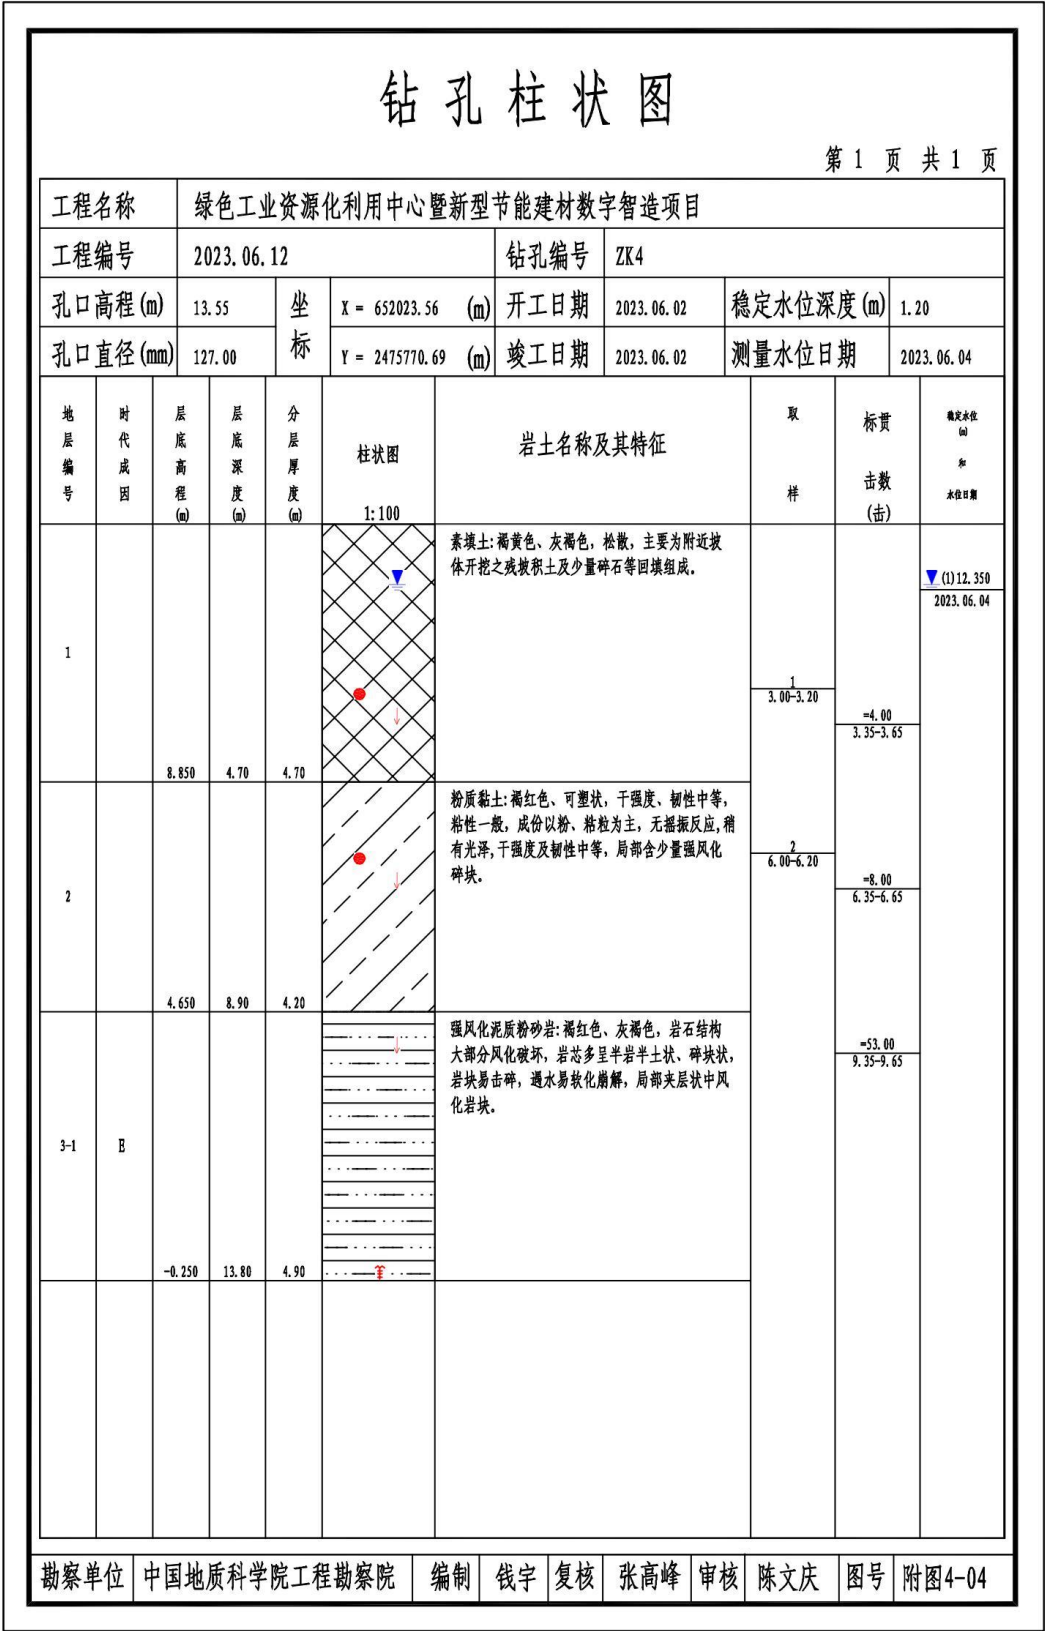 钻孔柱状图
第 1 页 共 1 页
工程名称 绿色工业资源化利用中心暨新型节能建材数字智造项目
工程编号 2023.06.12 钻孔编号 ZK4
孔口高程(m) 13.55 坐标 X = 652023.56 (m) 开工日期 2023.06.02 稳定水位深度(m) 1.20
孔口直径(mm) 127.00 Y = 2475770.69 (m) 竣工日期 2023.06.02 测量水位日期 2023.06.04
地层编号 时代成因 层底高程(m) 层底深度(m) 分层厚度(m) 柱状图 1:100 岩土名称及其特征 取样 标贯击数(击) 稳定水位(m)和水位日期
素填土:褐黄色、灰褐色,松散,主要为附近坡
体开挖之残坡积土及少量碎石等回填组成。
(1)12.350
2023.06.04
1
1
3.00-3.20
=4.00
3.35-3.65
8.850 4.70 4.70
粉质黏土:褐红色、可塑状,干强度、韧性中等,
粘性一般,成份以粉、粘粒为主,无摇振反应,稍
有光泽,干强度及韧性中等,局部含少量强风化
碎块。
2
6.00-6.20
=8.00
6.35-6.65
2
4.650 8.90 4.20
强风化泥质粉砂岩:褐红色、灰褐色,岩石结构
大部分风化破坏,岩芯多呈半岩半土状、碎块状,
岩块易击碎,遇水易软化崩解,局部夹层状中风
化岩块。
=53.00
9.35-9.65
3-1 E
-0.250 13.80 4.90
勘察单位 中国地质科学院工程勘察院 编制 钱宇 复核 张高峰 审核 陈文庆 图号 附图4-04